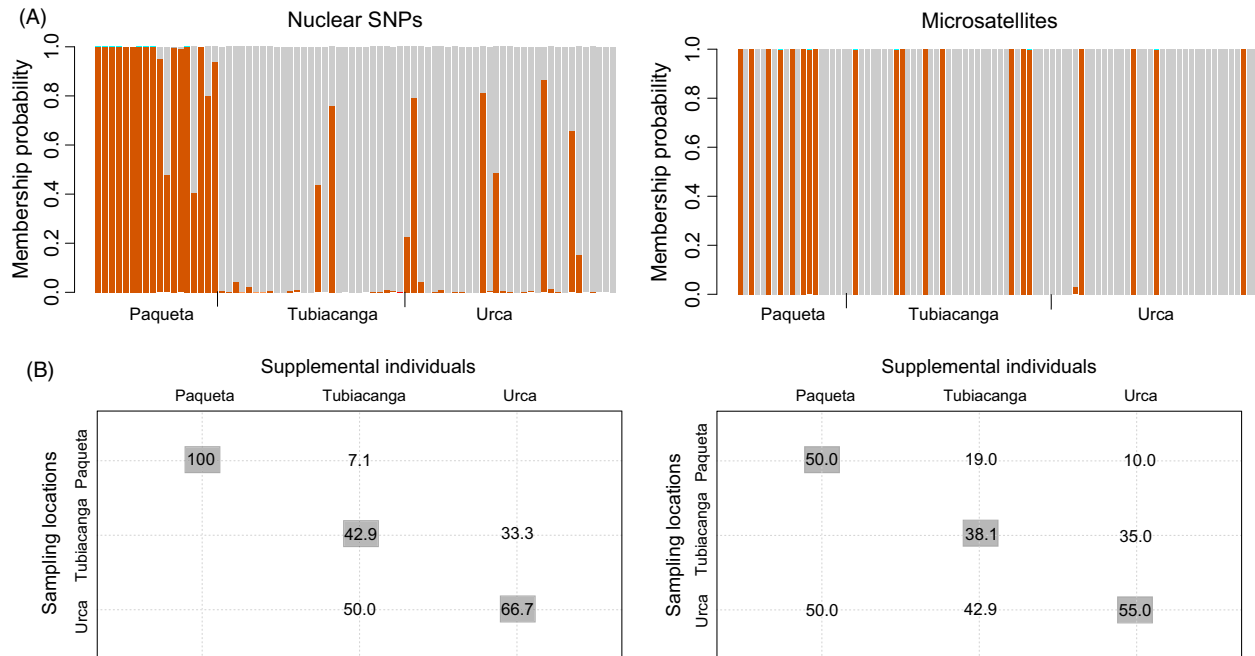 (A)
Nuclear SNPs
Membership probability
1.0
0.8
0.6
0.4
0.2
0.0
Paqueta Tubiacanga Urca
Microsatellites
Membership probability
1.0
0.8
0.6
0.4
0.2
0.0
Paqueta Tubiacanga Urca
(B)
Supplemental individuals
Paqueta Tubiacanga Urca
Sampling locations
Paqueta 100 7.1
Tubiacanga 42.9 33.3
Urca 50.0 66.7
Supplemental individuals
Paqueta Tubiacanga Urca
Sampling locations
Paqueta 50.0 19.0 10.0
Tubiacanga 38.1 35.0
Urca 50.0 42.9 55.0